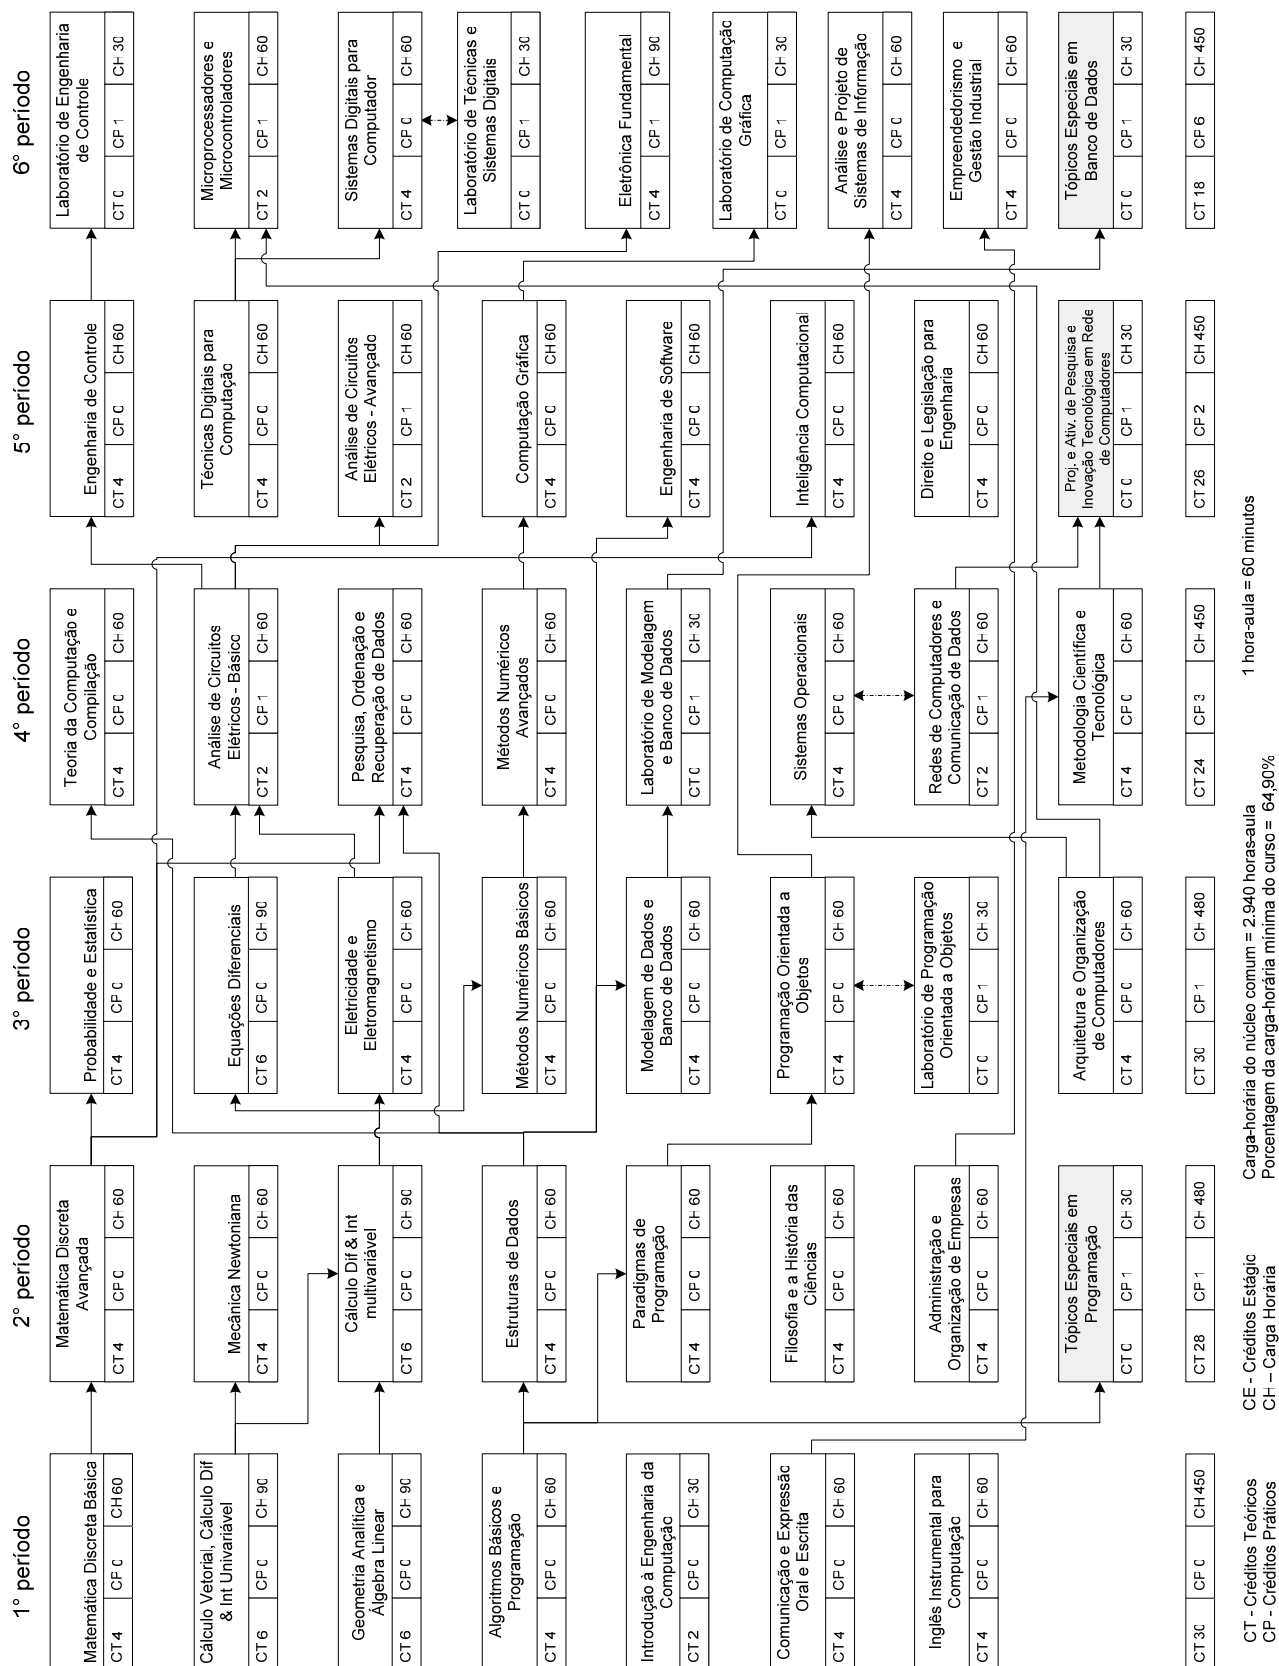 1° período
Matemática Discreta Básica
CT 4 CP 0 CH 60
Cálculo Vetorial, Cálculo Dif
& Int Univariável
CT 6 CP 0 CH 90
Geometria Analítica e
Álgebra Linear
CT 6 CP 0 CH 90
Algoritmos Básicos e
Programação
CT 4 CP 0 CH 60
Introdução à Engenharia da
Computação
CT 2 CP 0 CH 30
Comunicação e Expressão
Oral e Escrita
CT 4 CP 0 CH 60
Inglês Instrumental para
Computação
CT 4 CP 0 CH 60
CT 30 CP 0 CH 450
2° período
Matemática Discreta
Avançada
CT 4 CP 0 CH 60
Mecânica Newtoniana
CT 4 CP 0 CH 60
Cálculo Dif & Int
multivariável
CT 6 CP 0 CH 90
Estruturas de Dados
CT 4 CP 0 CH 60
Paradigmas de
Programação
CT 4 CP 0 CH 60
Filosofia e a História das
Ciências
CT 4 CP 0 CH 60
Administração e
Organização de Empresas
CT 4 CP 0 CH 60
Tópicos Especiais em
Programação
CT 0 CP 1 CH 30
CT 28 CP 1 CH 480
3° período
Probabilidade e Estatística
CT 4 CP 0 CH 60
Equações Diferenciais
CT 6 CP 0 CH 90
Eletricidade e
Eletromagnetismo
CT 4 CP 0 CH 60
Métodos Numéricos Básicos
CT 4 CP 0 CH 60
Modelagem de Dados e
Banco de Dados
CT 4 CP 0 CH 60
Programação Orientada a
Objetos
CT 4 CP 0 CH 60
Laboratório de Programação
Orientada a Objetos
CT 0 CP 1 CH 30
Arquitetura e Organização
de Computadores
CT 4 CP 0 CH 60
CT 30 CP 1 CH 480
4° período
Teoria da Computação e
Compilação
CT 4 CP 0 CH 60
Análise de Circuitos
Elétricos - Básico
CT 2 CP 1 CH 60
Pesquisa, Ordenação e
Recuperação de Dados
CT 4 CP 0 CH 60
Métodos Numéricos
Avançados
CT 4 CP 0 CH 60
Laboratório de Modelagem
e Banco de Dados
CT 0 CP 1 CH 30
Sistemas Operacionais
CT 4 CP 0 CH 60
Redes de Computadores e
Comunicação de Dados
CT 2 CP 1 CH 60
Metodologia Científica e
Tecnológica
CT 4 CP 0 CH 60
CT 24 CP 3 CH 450
5° período
Engenharia de Controle
CT 4 CP 0 CH 60
Técnicas Digitais para
Computação
CT 4 CP 0 CH 60
Análise de Circuitos
Elétricos - Avançado
CT 2 CP 1 CH 60
Computação Gráfica
CT 4 CP 0 CH 60
Engenharia de Software
CT 4 CP 0 CH 60
Inteligência Computacional
CT 4 CP 0 CH 60
Direito e Legislação para
Engenharia
CT 4 CP 0 CH 60
Proj. e Ativ. de Pesquisa e
Inovação Tecnológica em Rede
de Computadores
CT 0 CP 1 CH 30
CT 26 CP 2 CH 450
6° período
Laboratório de Engenharia
de Controle
CT 0 CP 1 CH 30
Microprocessadores e
Microcontroladores
CT 2 CP 1 CH 60
Sistemas Digitais para
Computador
CT 4 CP 0 CH 60
Laboratório de Técnicas e
Sistemas Digitais
CT 0 CP 1 CH 30
Eletrônica Fundamental
CT 4 CP 1 CH 90
Laboratório de Computação
Gráfica
CT 0 CP 1 CH 30
Análise e Projeto de
Sistemas de Informação
CT 4 CP 0 CH 60
Empreendedorismo e
Gestão Industrial
CT 4 CP 0 CH 60
Tópicos Especiais em
Banco de Dados
CT 0 CP 1 CH 30
CT 18 CP 6 CH 450
CT - Créditos Teóricos
CP - Créditos Práticos
CE - Créditos Estágio
CH – Carga Horária
Carga-horária do núcleo comum = 2.940 horas-aula
Porcentagem da carga-horária mínima do curso = 64,90%
1 hora-aula = 60 minutos